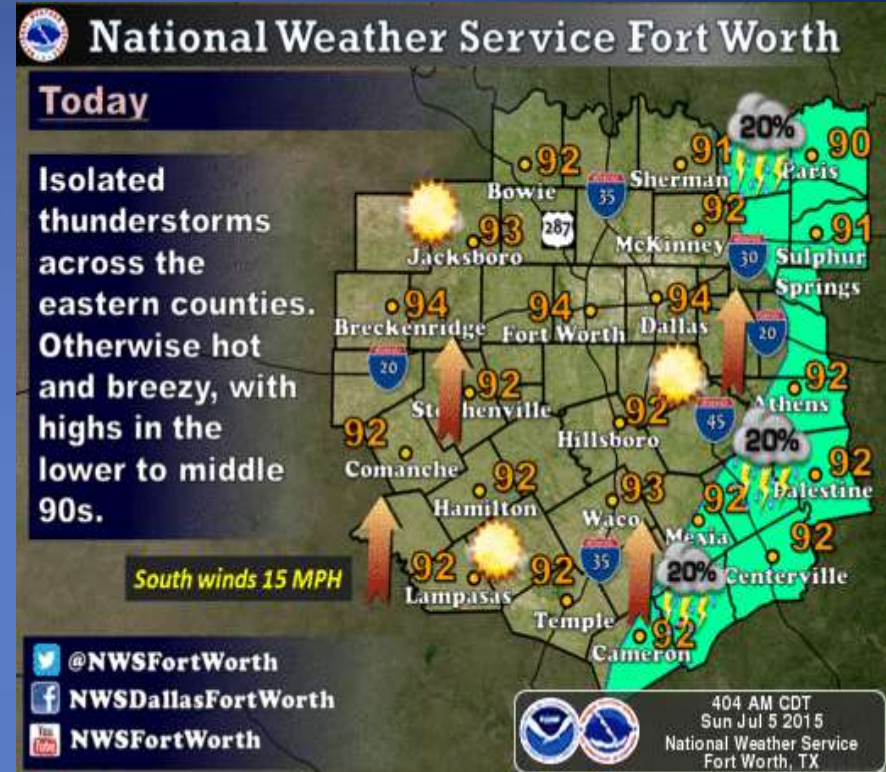 National Weather Service Fort Worth
Today
Isolated
thunderstorms
across the
eastern counties.
Otherwise hot
and breezy, with
highs in the
lower to middle
90s.
South winds 15 MPH
@NWSFortWorth
NWSDallasFortWorth
NWSFortWorth
20%
92
Bowie
35
91
Sherman
90
Paris
93
Jacksboro
287
92
McKinney
30
91
Sulphur
Springs
94
Breckenridge
94
Fort Worth
94
Dallas
20
20
92
Stephenville
92
Hillsboro
45
92
Athens
92
Comanche
20%
92
Hamilton
93
Waco
92
Mexia
92
Palestine
92
Lampasas
92
Temple
35
20%
92
Centerville
92
Cameron
404 AM CDT
Sun Jul 5 2015
National Weather Service
Fort Worth, TX